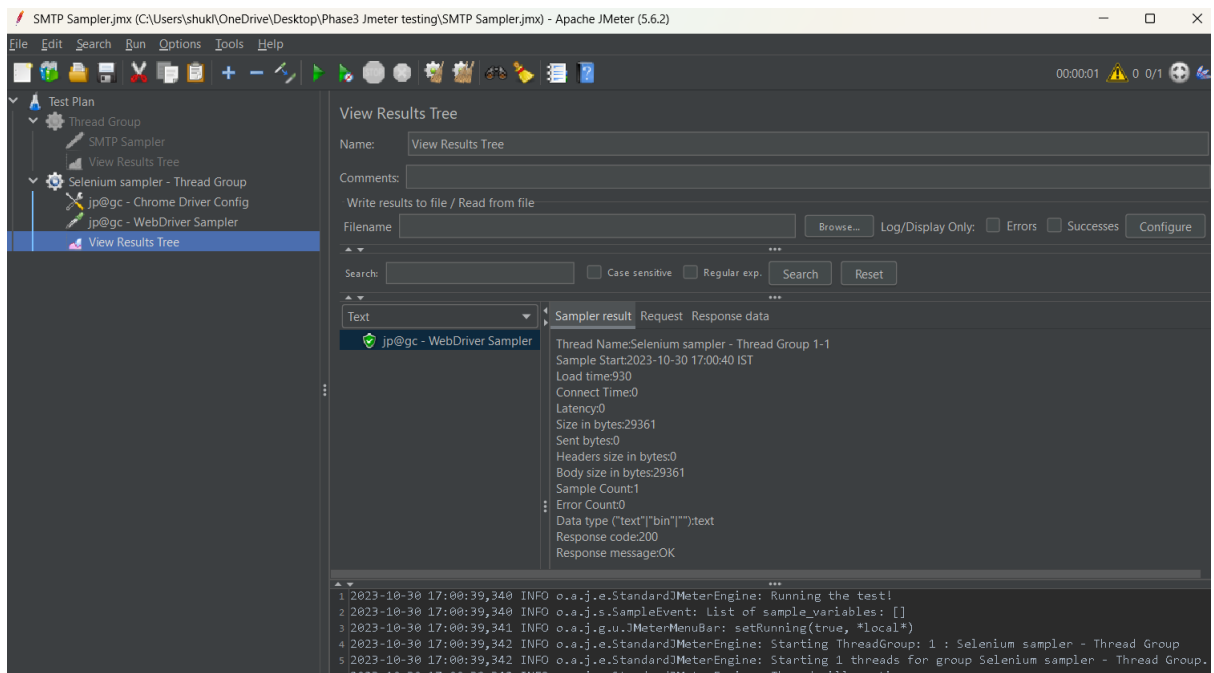 SMTP Sampler.jmx (C:\Users\shukl\OneDrive\Desktop\Phase3 Jmeter testing\SMTP Sampler.jmx) - Apache JMeter (5.6.2)
File Edit Search Run Options Tools Help
00:00:01 0 0/1
Test Plan
Thread Group
SMTP Sampler
View Results Tree
Selenium sampler - Thread Group
jp@gc - Chrome Driver Config
jp@gc - WebDriver Sampler
View Results Tree
View Results Tree
Name: View Results Tree
Comments:
Write results to file / Read from file
Filename Browse... Log/Display Only: Errors Successes Configure
Search: Case sensitive Regular exp. Search Reset
Text
jp@gc - WebDriver Sampler
Sampler result Request Response data
Thread Name:Selenium sampler - Thread Group 1-1
Sample Start:2023-10-30 17:00:40 IST
Load time:930
Connect Time:0
Latency:0
Size in bytes:29361
Sent bytes:0
Headers size in bytes:0
Body size in bytes:29361
Sample Count:1
Error Count:0
Data type ("text"|"bin"|""):text
Response code:200
Response message:OK
1 2023-10-30 17:00:39,340 INFO o.a.j.e.StandardJMeterEngine: Running the test!
2 2023-10-30 17:00:39,340 INFO o.a.j.s.SampleEvent: List of sample_variables: []
3 2023-10-30 17:00:39,341 INFO o.a.j.g.u.JMeterMenuBar: setRunning(true, *local*)
4 2023-10-30 17:00:39,342 INFO o.a.j.e.StandardJMeterEngine: Starting ThreadGroup: 1 : Selenium sampler - Thread Group
5 2023-10-30 17:00:39,342 INFO o.a.j.e.StandardJMeterEngine: Starting 1 threads for group Selenium sampler - Thread Group.